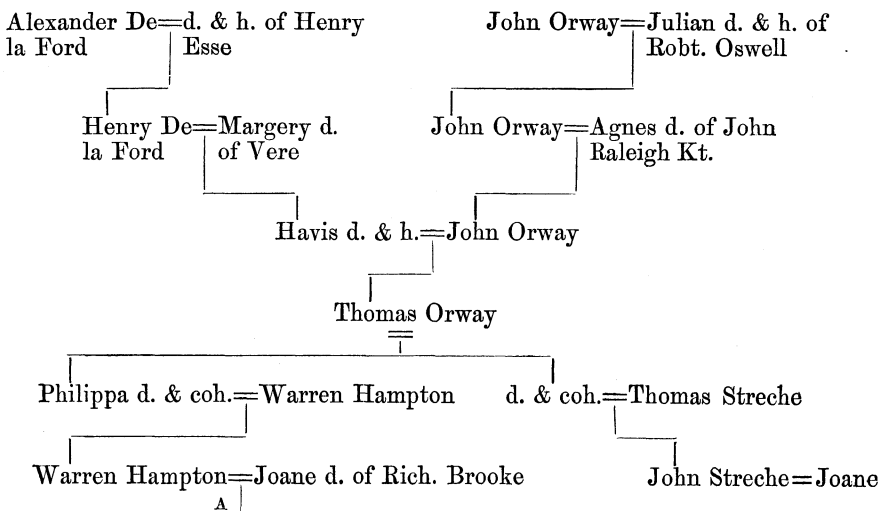 Alexander De=d. & h. of Henry John Orway=Julian d. & h. of
la Ford Esse Robt. Oswell
Henry De=Margery d. John Orway=Agnes d. of John
la Ford of Vere Raleigh Kt.
Havis d. & h.=John Orway
Thomas Orway
=
Philippa d. & coh.=Warren Hampton d. & coh.=Thomas Streche
Warren Hampton=Joane d. of Rich. Brooke John Streche=Joane
A